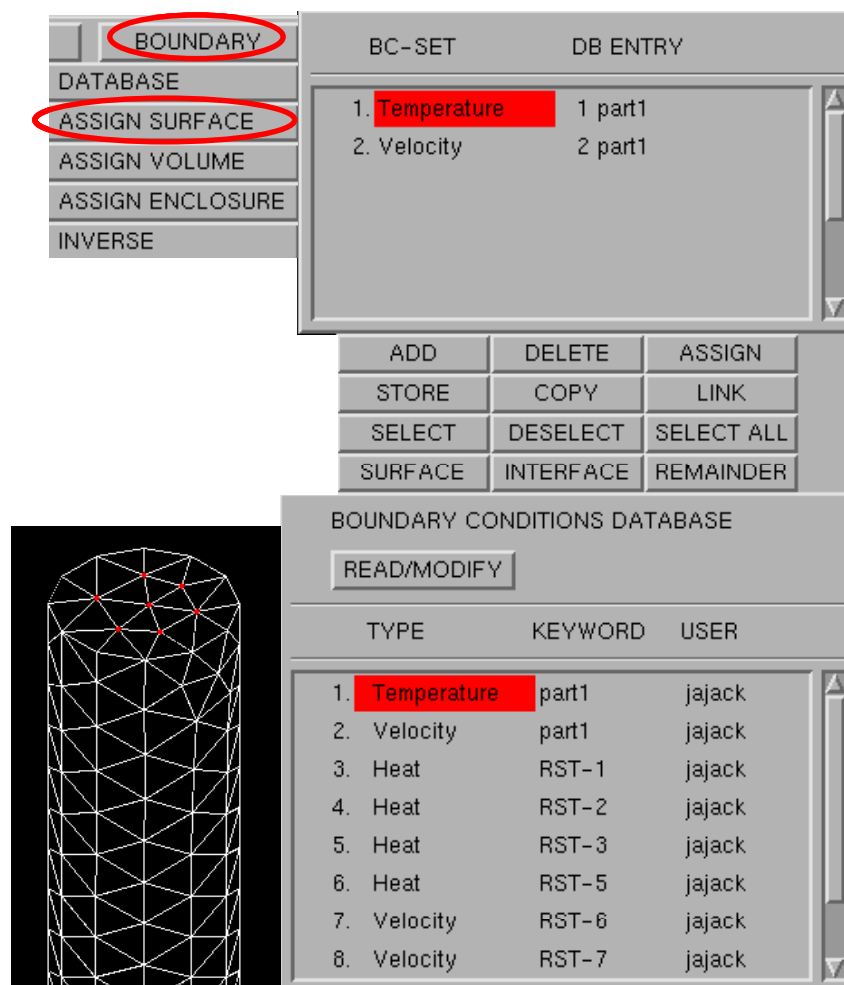 BOUNDARY
DATABASE
ASSIGN SURFACE
ASSIGN VOLUME
ASSIGN ENCLOSURE
INVERSE
BC-SET DB ENTRY
1. Temperature 1 part1
2. Velocity 2 part1
ADD DELETE ASSIGN
STORE COPY LINK
SELECT DESELECT SELECT ALL
SURFACE INTERFACE REMAINDER
BOUNDARY CONDITIONS DATABASE
READ/MODIFY
TYPE KEYWORD USER
1. Temperature part1 jajack
2. Velocity part1 jajack
3. Heat RST-1 jajack
4. Heat RST-2 jajack
5. Heat RST-3 jajack
6. Heat RST-5 jajack
7. Velocity RST-6 jajack
8. Velocity RST-7 jajack